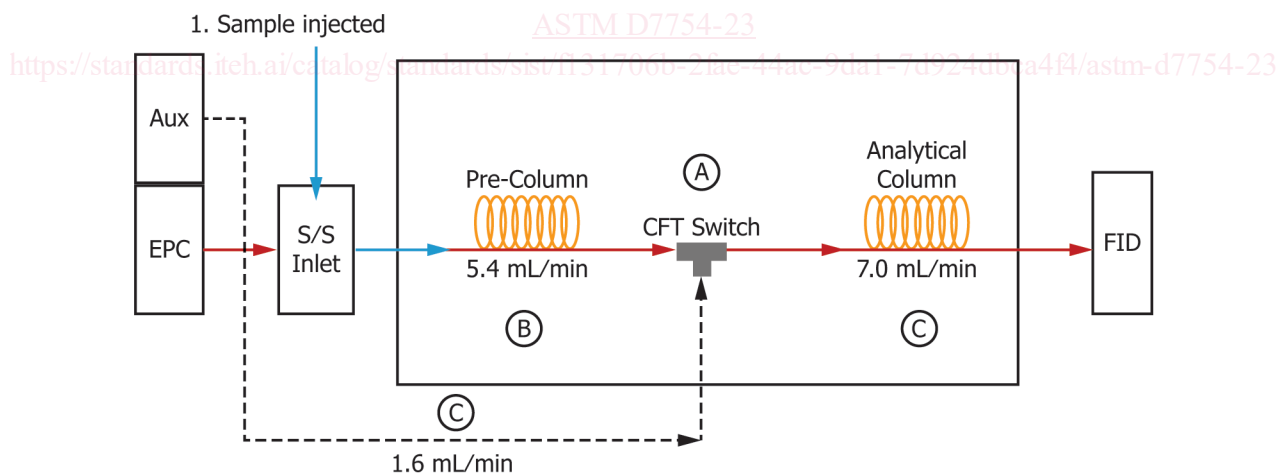 1. Sample injected
ASTM D7754-23
https://standards.iteh.ai/catalog/standards/sist/f131706b-2fae-44ac-9da1-7d924dbca4f4/astm-d7754-23
Aux
EPC
S/S
Inlet
Pre-Column
5.4 mL/min
B
A
CFT Switch
Analytical
Column
7.0 mL/min
C
FID
C
1.6 mL/min